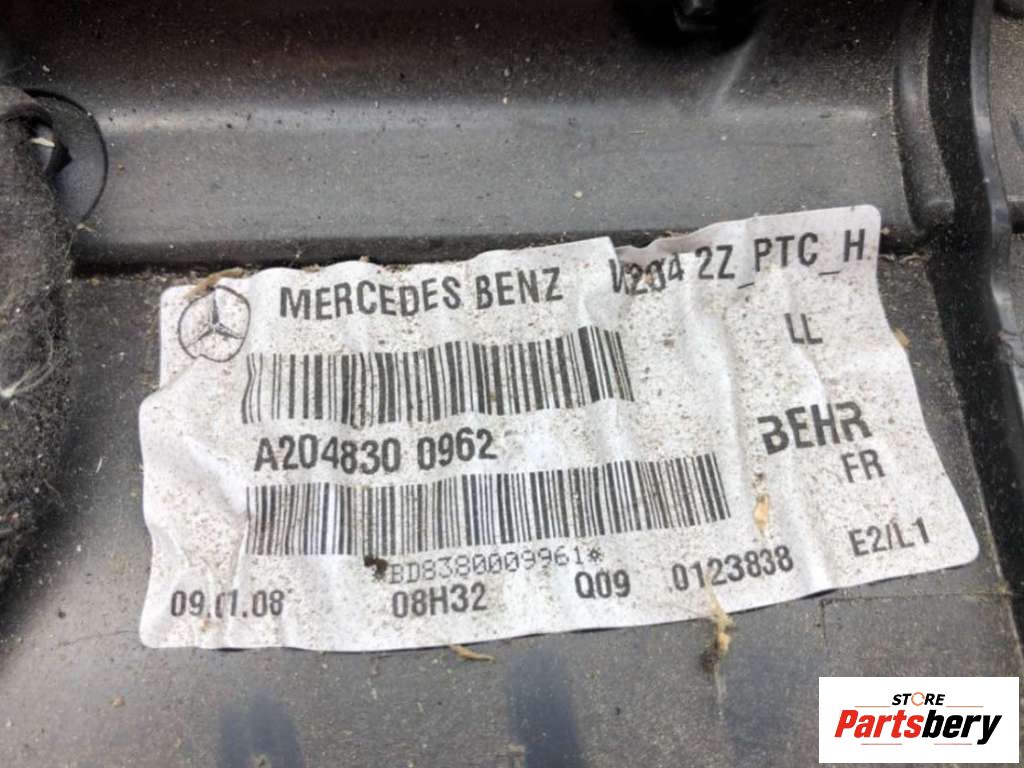 MERCEDES BENZ W204 2Z_PTC_H
LL
A204830 0962
BEHR
FR
*BD8380009961*
09.01.08 08H32 Q09 0123838 E2/L1
STORE
Partsbery